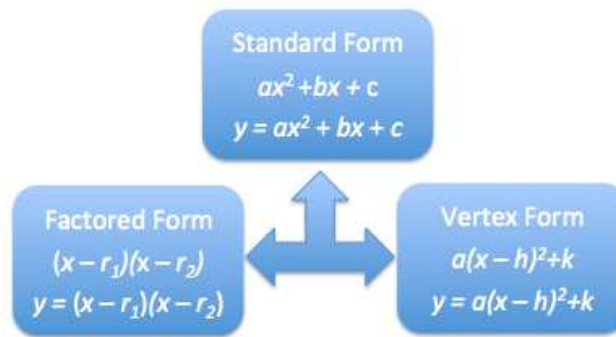 Standard Form
ax² +bx + c
y = ax² + bx + c
Factored Form
(x – r₁)(x – r₂)
y = (x – r₁)(x – r₂)
Vertex Form
a(x – h)²+k
y = a(x – h)²+k